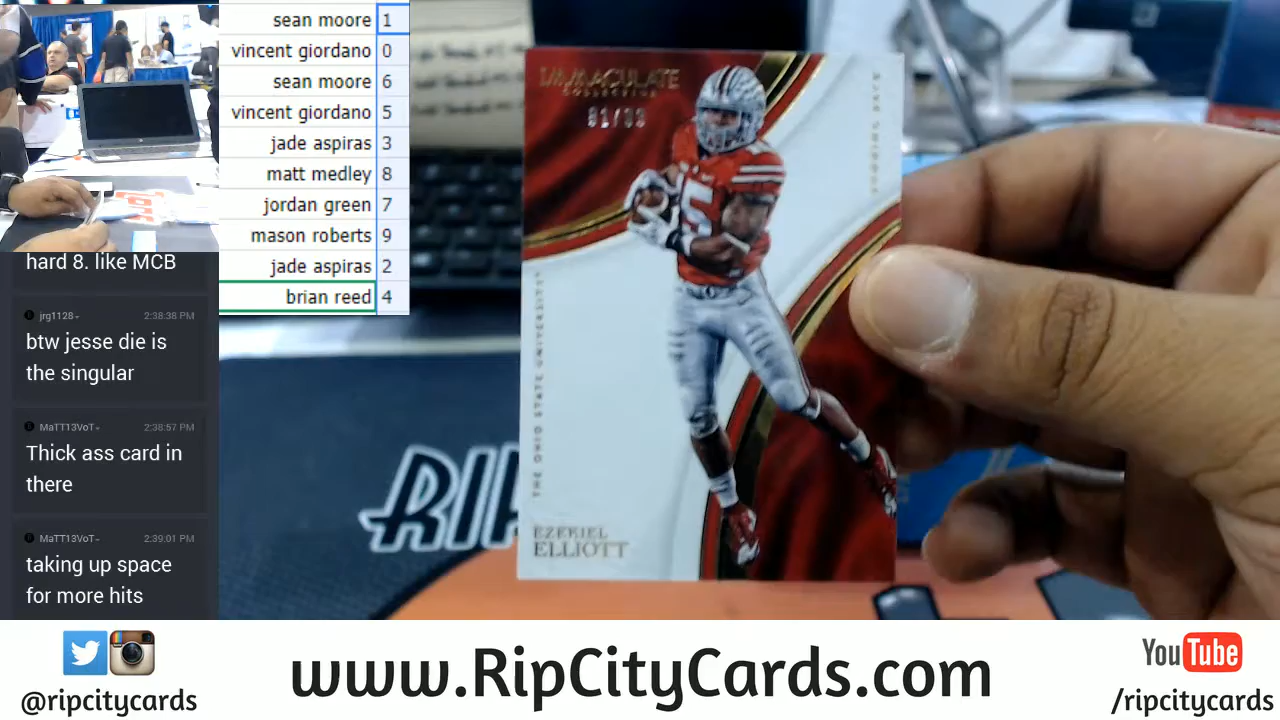 sean moore 1
vincent giordano 0
sean moore 6
vincent giordano 5
jade aspiras 3
matt medley 8
jordan green 7
mason roberts 9
jade aspiras 2
brian reed 4
hard 8. like MCB
jrg1128 2:38:38 PM
btw jesse die is
the singular
MaTT13VoT 2:38:57 PM
Thick ass card in
there
MaTT13VoT 2:39:01 PM
taking up space
for more hits
IMMACULATE
COLLECTION
THE OHIO STATE UNIVERSITY
EZEKIEL
ELLIOTT
RIP
@ripcitycards
www.RipCityCards.com
YouTube
/ripcitycards